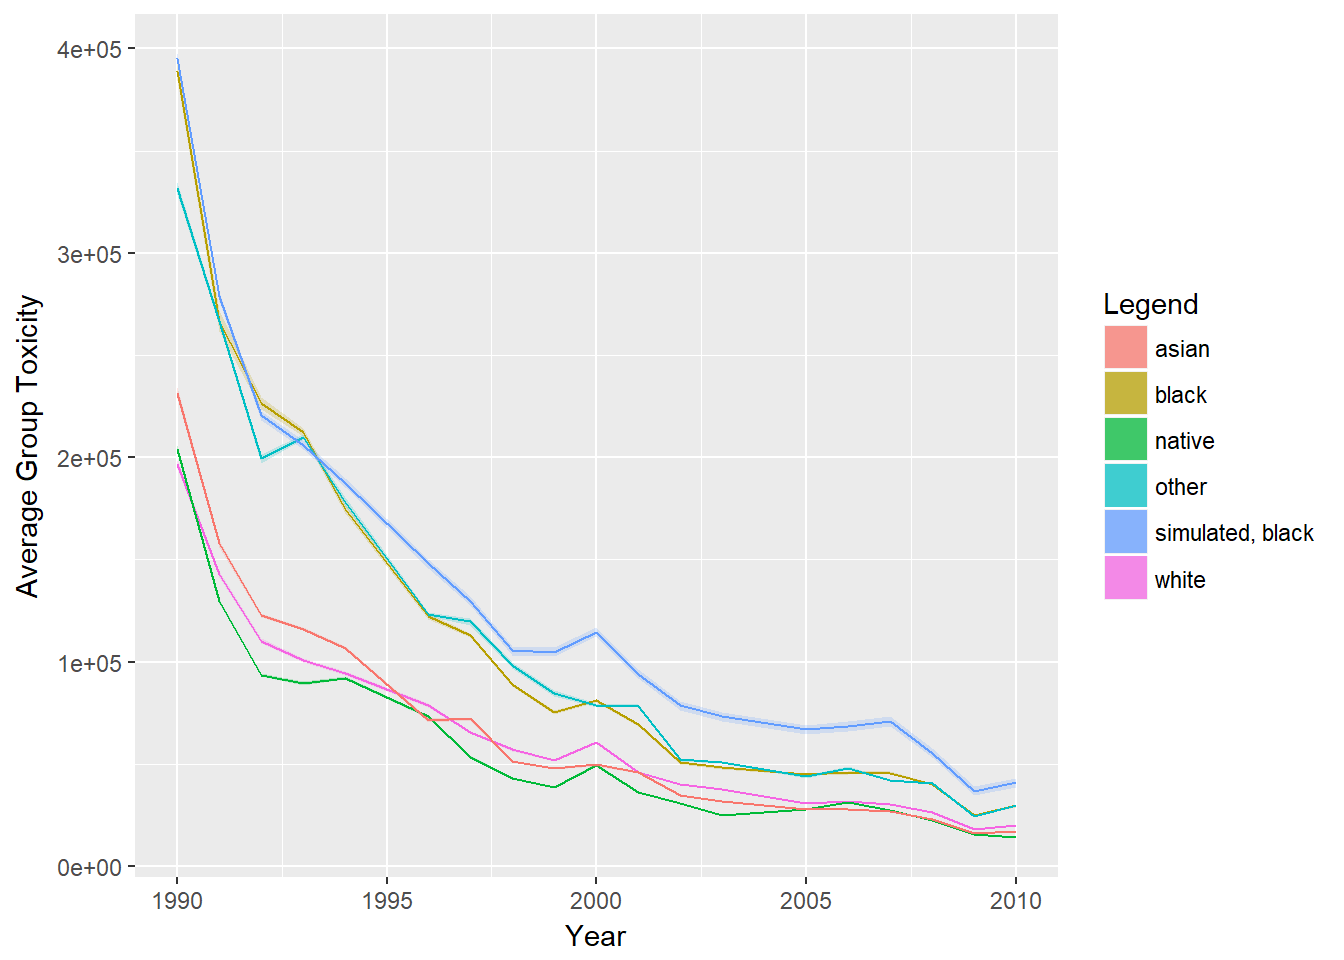 4e+05
3e+05
2e+05
1e+05
0e+00
Average Group Toxicity
1990 1995 2000 2005 2010
Year
Legend
asian
black
native
other
simulated, black
white